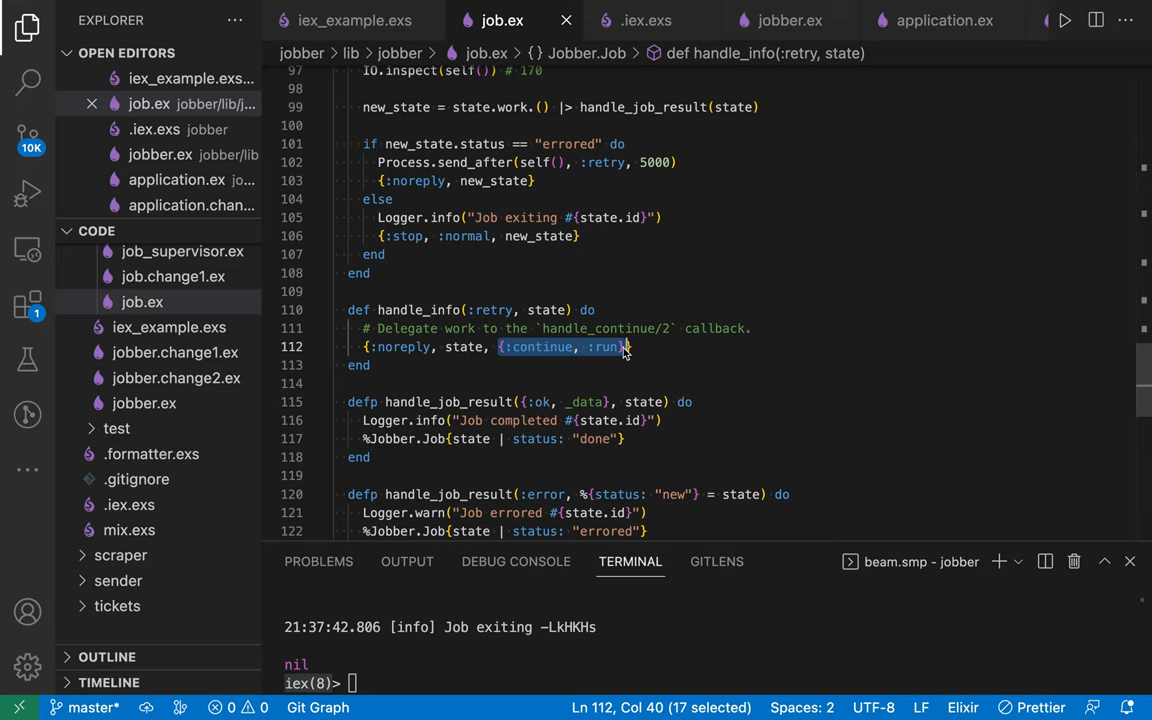 EXPLORER
OPEN EDITORS
iex_example.exs...
job.ex jobber/lib/j...
.iex.exs jobber
jobber.ex jobber/lib
application.ex jo...
application.chan...
CODE
job_supervisor.ex
job.change1.ex
job.ex
iex_example.exs
jobber.change1.ex
jobber.change2.ex
jobber.ex
test
.formatter.exs
.gitignore
.iex.exs
mix.exs
scraper
sender
tickets
OUTLINE
TIMELINE
10K
1
iex_example.exs job.ex .iex.exs jobber.ex application.ex
jobber > lib > jobber > job.ex > {} Jobber.Job > def handle_info(:retry, state)
97 IO.inspect(self()) # 170
98
99 new_state = state.work.() |> handle_job_result(state)
100
101 if new_state.status == "errored" do
102 Process.send_after(self(), :retry, 5000)
103 {:noreply, new_state}
104 else
105 Logger.info("Job exiting #{state.id}")
106 {:stop, :normal, new_state}
107 end
108 end
109
110 def handle_info(:retry, state) do
111 # Delegate work to the `handle_continue/2` callback.
112 {:noreply, state, {:continue, :run}}
113 end
114
115 defp handle_job_result({:ok, _data}, state) do
116 Logger.info("Job completed #{state.id}")
117 %Jobber.Job{state | status: "done"}
118 end
119
120 defp handle_job_result(:error, %{status: "new"} = state) do
121 Logger.warn("Job errored #{state.id}")
122 %Jobber.Job{state | status: "errored"}
PROBLEMS OUTPUT DEBUG CONSOLE TERMINAL GITLENS beam.smp - jobber
21:37:42.806 [info] Job exiting -LkHKHs
nil
iex(8)>
master* 0 0 Git Graph Ln 112, Col 40 (17 selected) Spaces: 2 UTF-8 LF Elixir Prettier